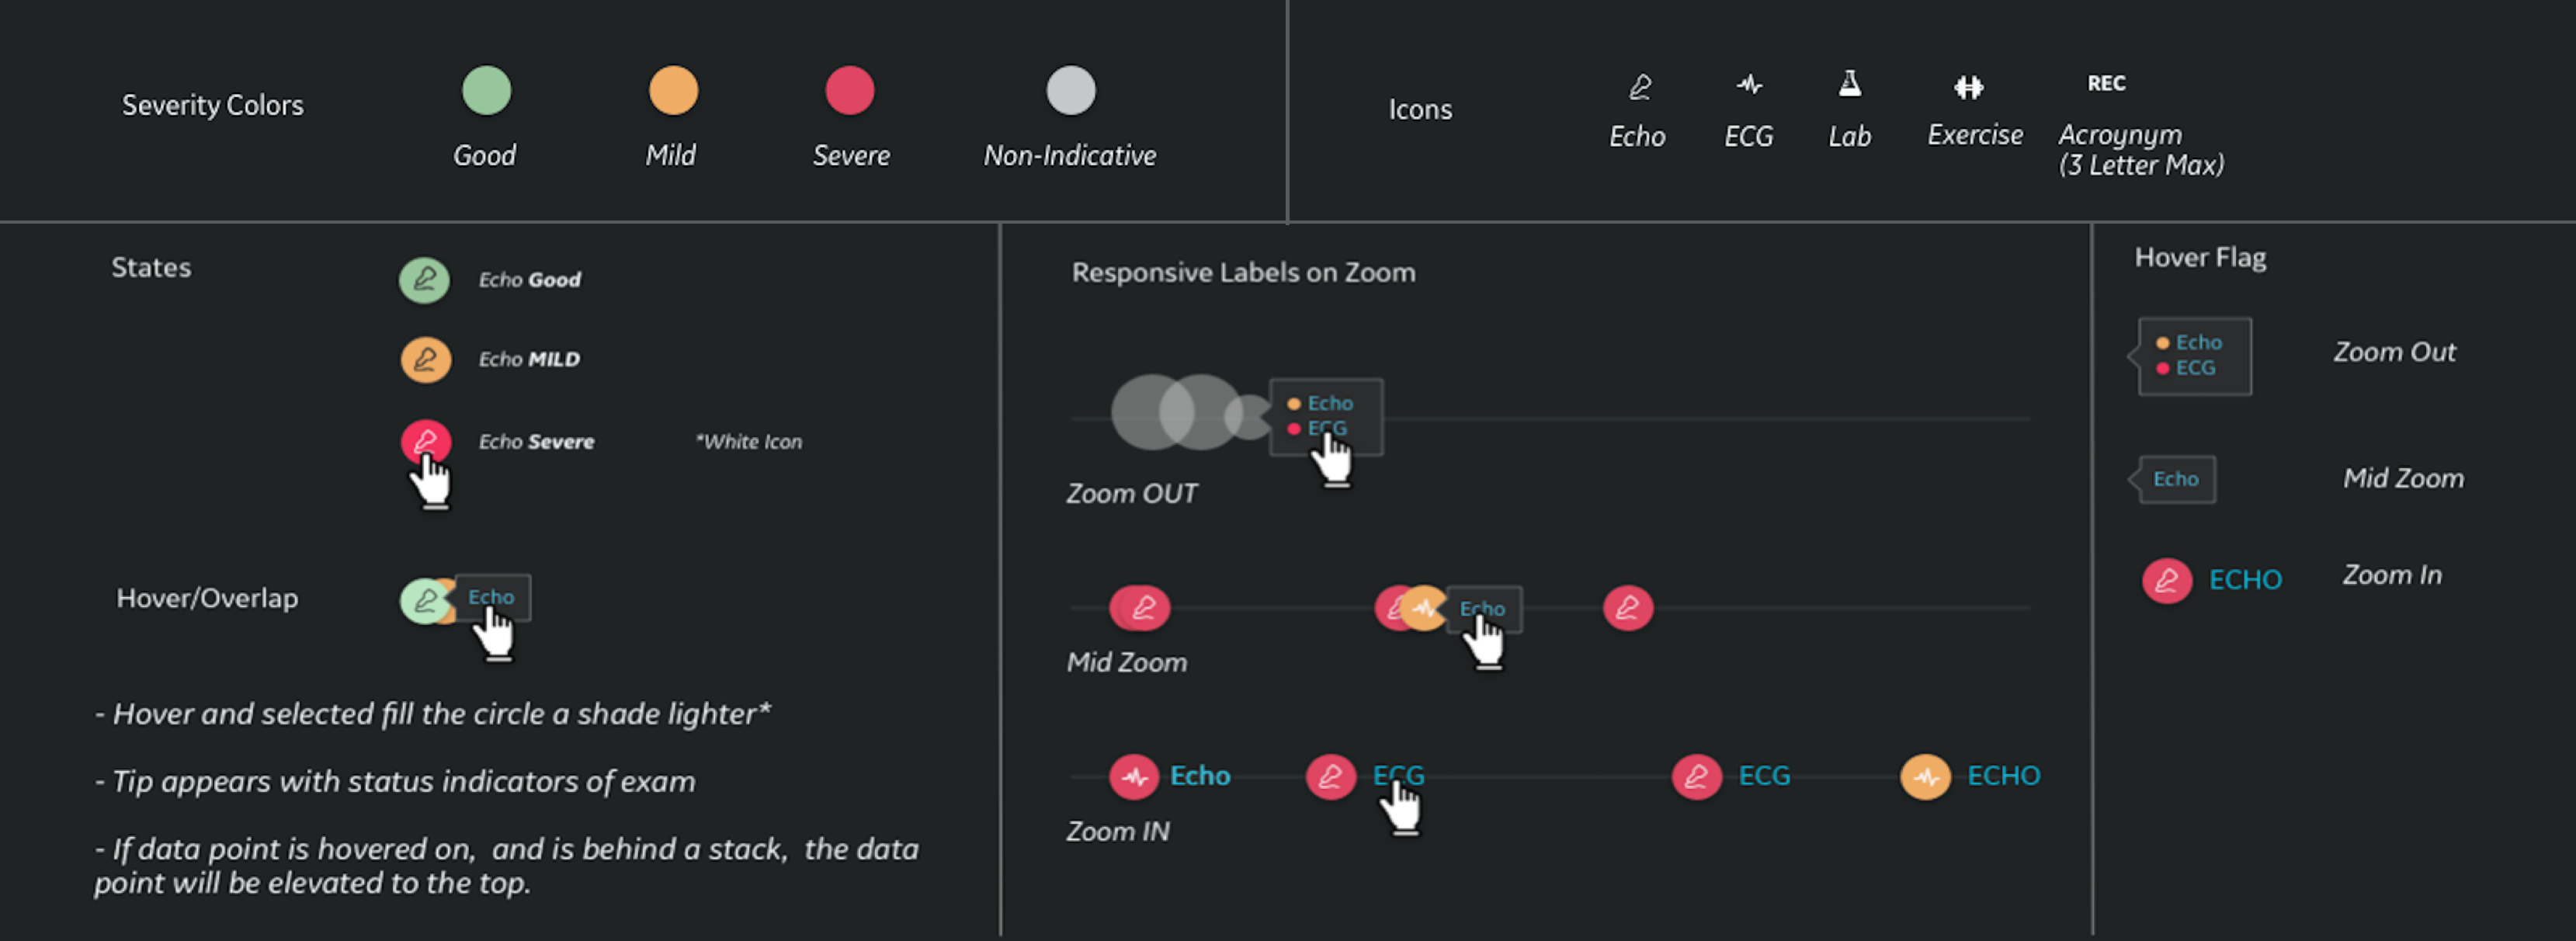 Severity Colors
Good
Mild
Severe
Non-Indicative
Icons
REC
Echo
ECG
Lab
Exercise
Acroynym
(3 Letter Max)
States
Echo Good
Echo MILD
Echo Severe
*White Icon
Hover/Overlap
Echo
- Hover and selected fill the circle a shade lighter*
- Tip appears with status indicators of exam
- If data point is hovered on, and is behind a stack, the data
point will be elevated to the top.
Responsive Labels on Zoom
Echo
ECG
Zoom OUT
Echo
Mid Zoom
Echo
ECG
ECG
ECHO
Zoom IN
Hover Flag
Echo
ECG
Zoom Out
Echo
Mid Zoom
ECHO
Zoom In